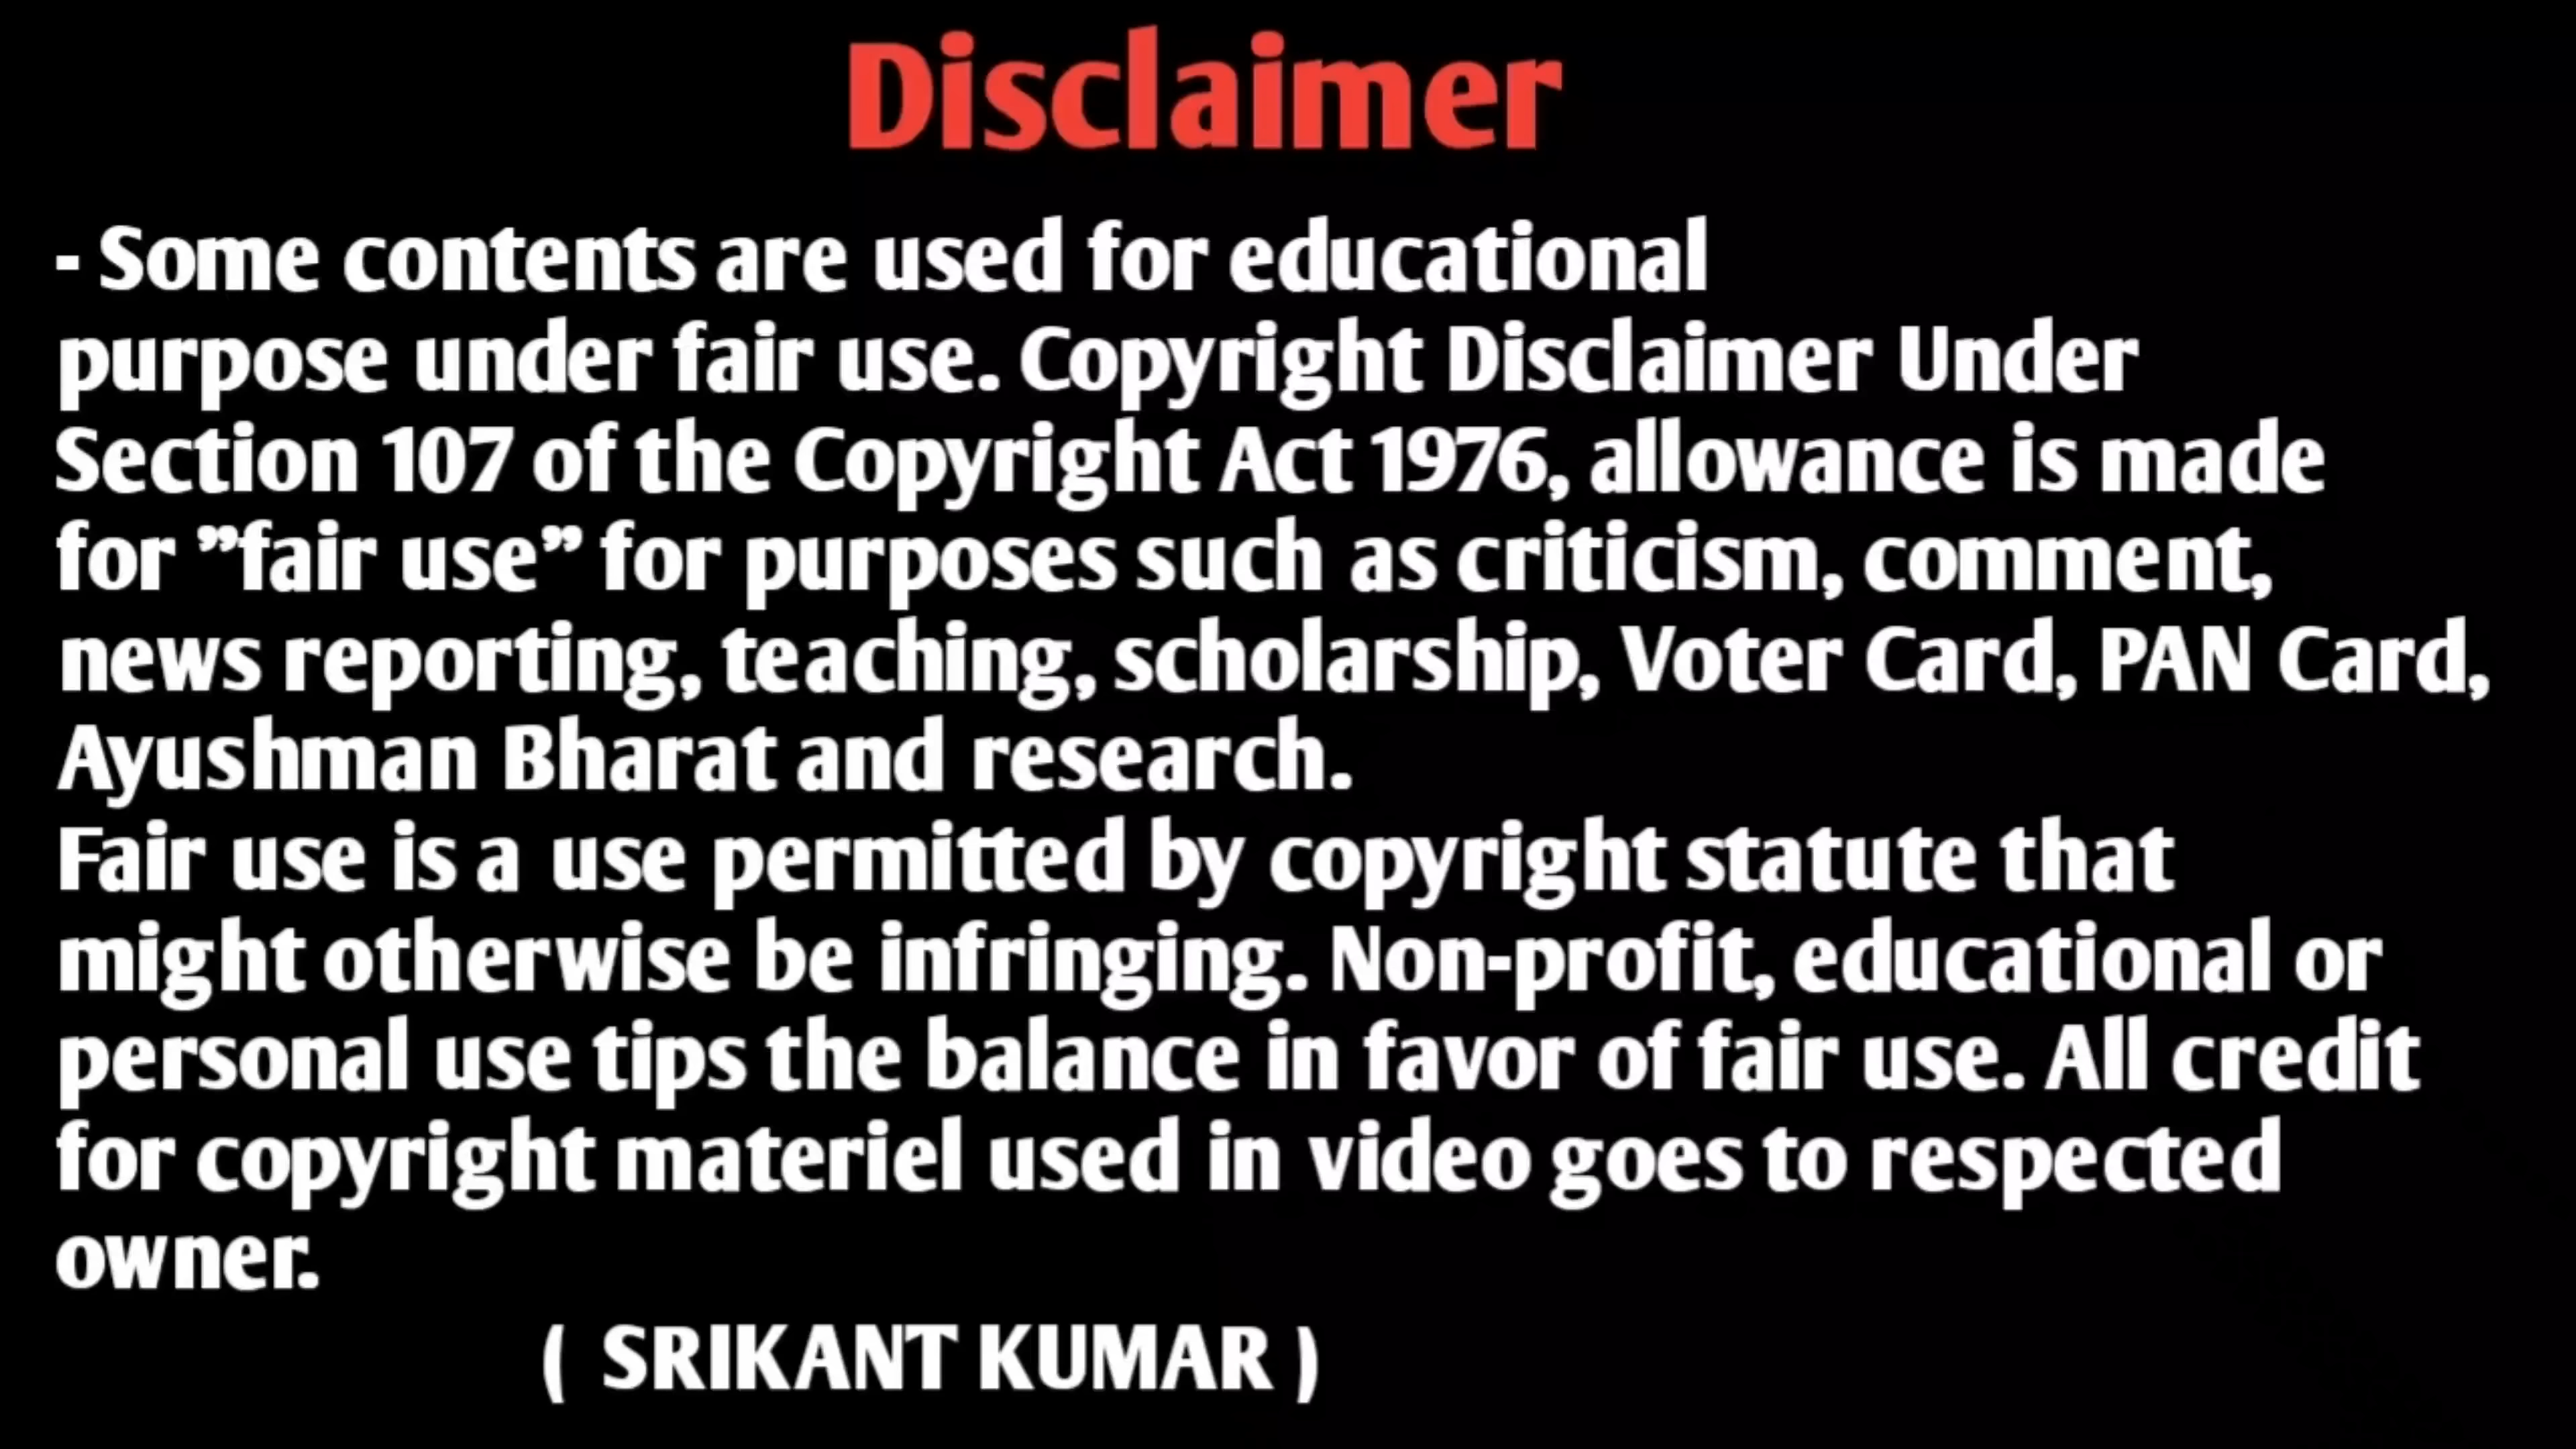 Disclaimer
- Some contents are used for educational
purpose under fair use. Copyright Disclaimer Under
Section 107 of the Copyright Act 1976, allowance is made
for ”fair use” for purposes such as criticism, comment,
news reporting, teaching, scholarship, Voter Card, PAN Card,
Ayushman Bharat and research.
Fair use is a use permitted by copyright statute that
might otherwise be infringing. Non-profit, educational or
personal use tips the balance in favor of fair use. All credit
for copyright materiel used in video goes to respected
owner.
( SRIKANT KUMAR )